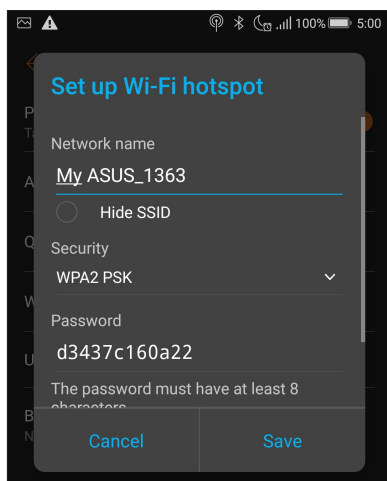 100% 5:00
Set up Wi-Fi hotspot
Network name
My ASUS_1363
Hide SSID
Security
WPA2 PSK
Password
d3437c160a22
The password must have at least 8
characters
Cancel Save